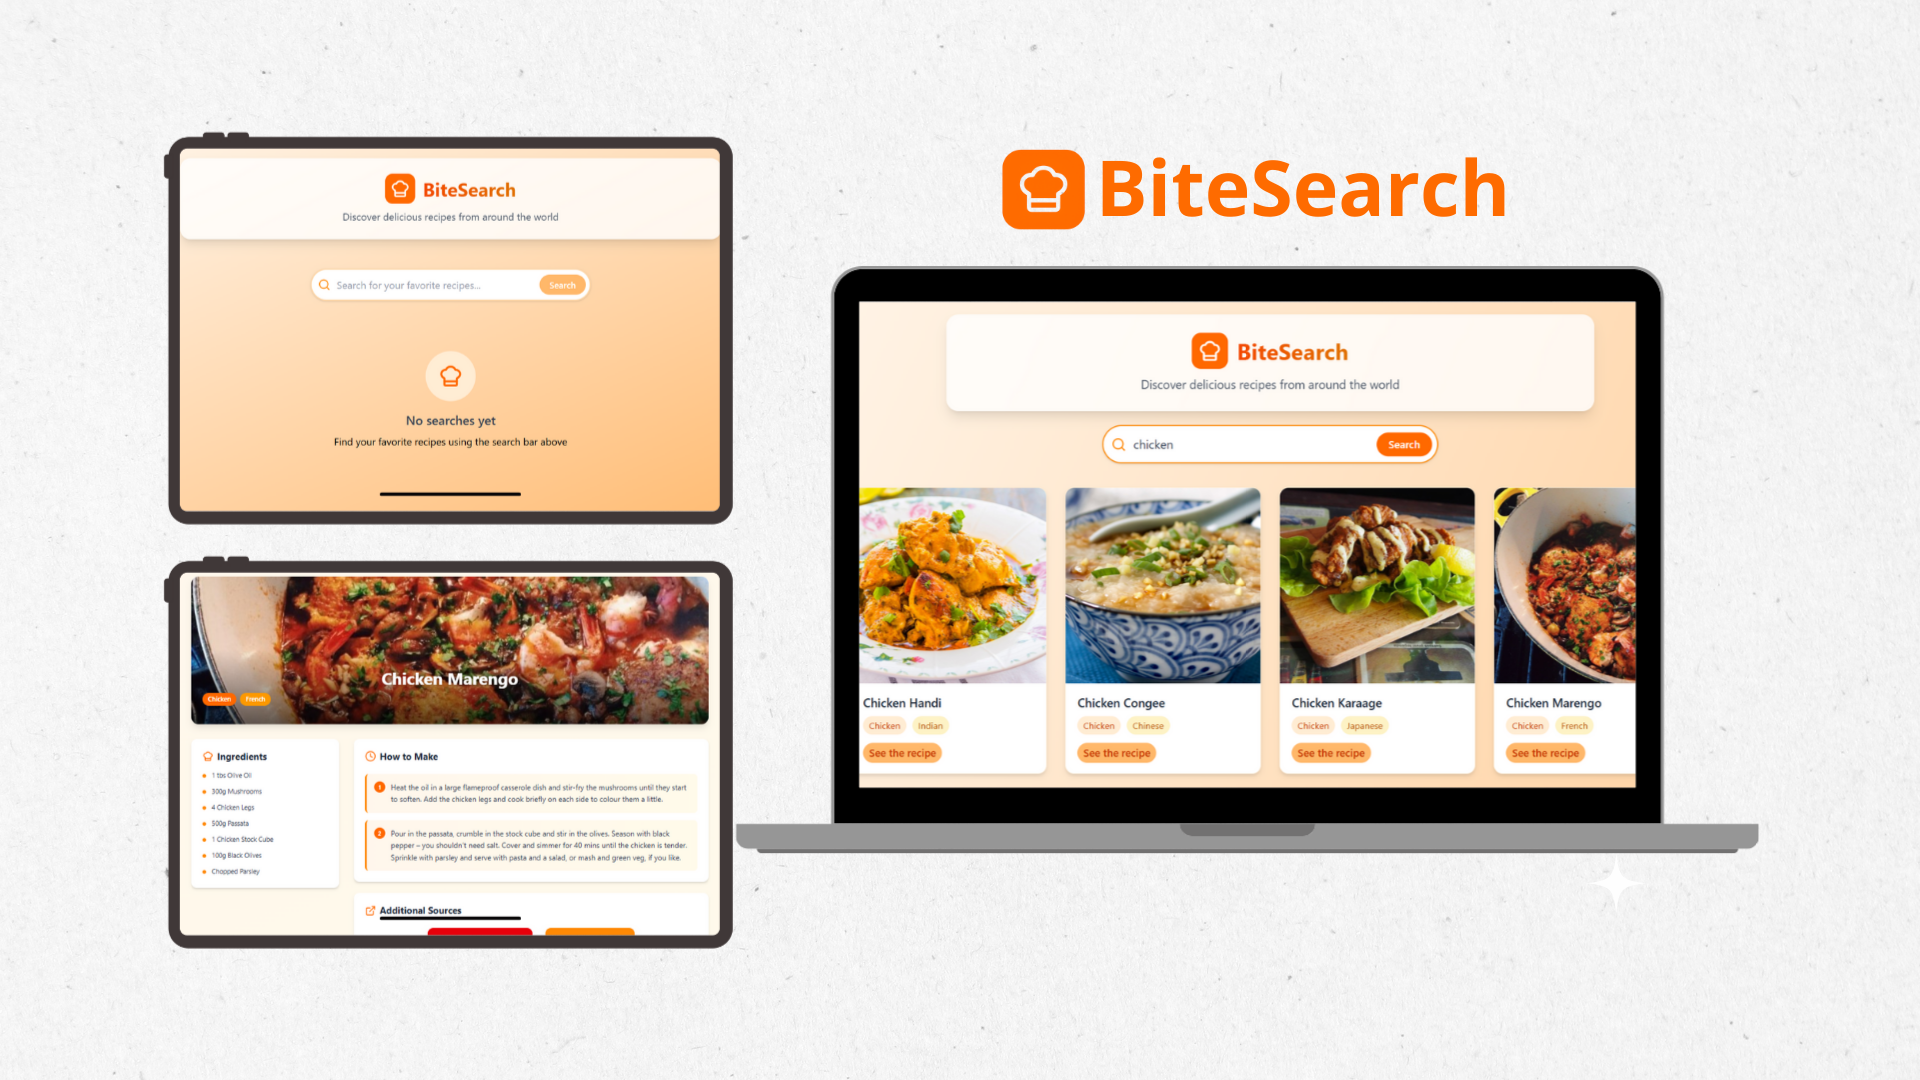 BiteSearch
Discover delicious recipes from around the world
Search for your favorite recipes...
Search
No searches yet
Find your favorite recipes using the search bar above
Chicken Marengo
Chicken
French
Ingredients
1 tbs Olive Oil
300g Mushrooms
4 Chicken Legs
500g Passata
1 Chicken Stock Cube
100g Black Olives
Chopped Parsley
How to Make
1
Heat the oil in a large flameproof casserole dish and stir-fry the mushrooms until they start
to soften. Add the chicken legs and cook briefly on each side to colour them a little.
2
Pour in the passata, crumble in the stock cube and stir in the olives. Season with black
pepper – you shouldn't need salt. Cover and simmer for 40 mins until the chicken is tender.
Sprinkle with parsley and serve with pasta and a salad, or mash and green veg, if you like.
Additional Sources
BiteSearch
BiteSearch
Discover delicious recipes from around the world
chicken
Search
Chicken Handi
Chicken
Indian
See the recipe
Chicken Congee
Chicken
Chinese
See the recipe
Chicken Karaage
Chicken
Japanese
See the recipe
Chicken Marengo
Chicken
French
See the recipe